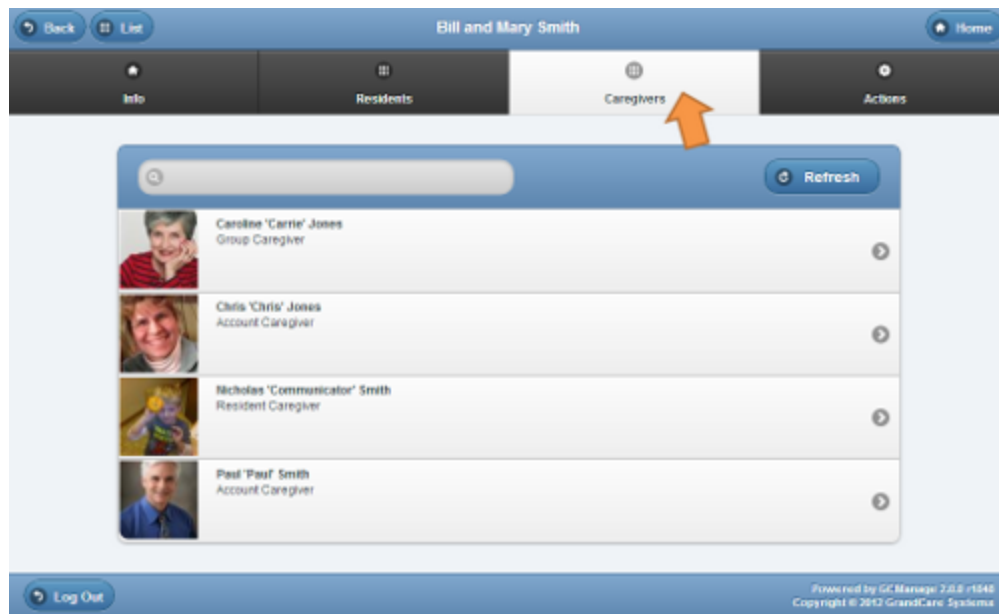 Back
List
Bill and Mary Smith
Home
Info
Residents
Caregivers
Actions
Refresh
Caroline 'Carrie' Jones
Group Caregiver
Chris 'Chris' Jones
Account Caregiver
Nicholas 'Communicator' Smith
Resident Caregiver
Paul 'Paul' Smith
Account Caregiver
Log Out
Powered by GCManage 2.0.0 r1040
Copyright © 2012 GrandCare Systems